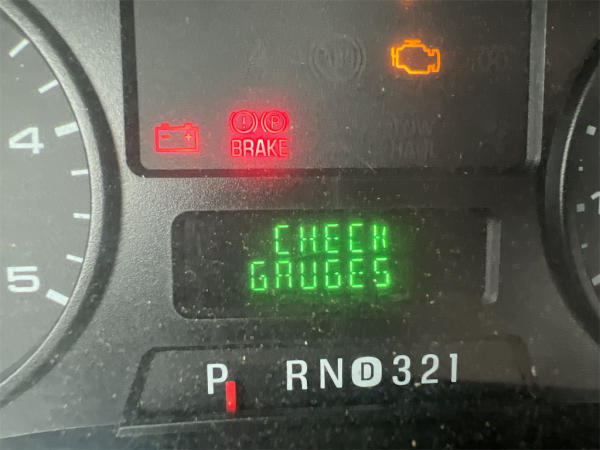 4
(!) (P)
BRAKE
CHECK
GAUGES
5
P R N D 3 2 1